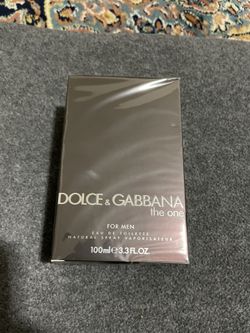 DOLCE & GABBANA
the one
FOR MEN
EAU DE TOILETTE
NATURAL SPRAY VAPORISATEUR
100ml ℮ 3.3 FL.OZ.